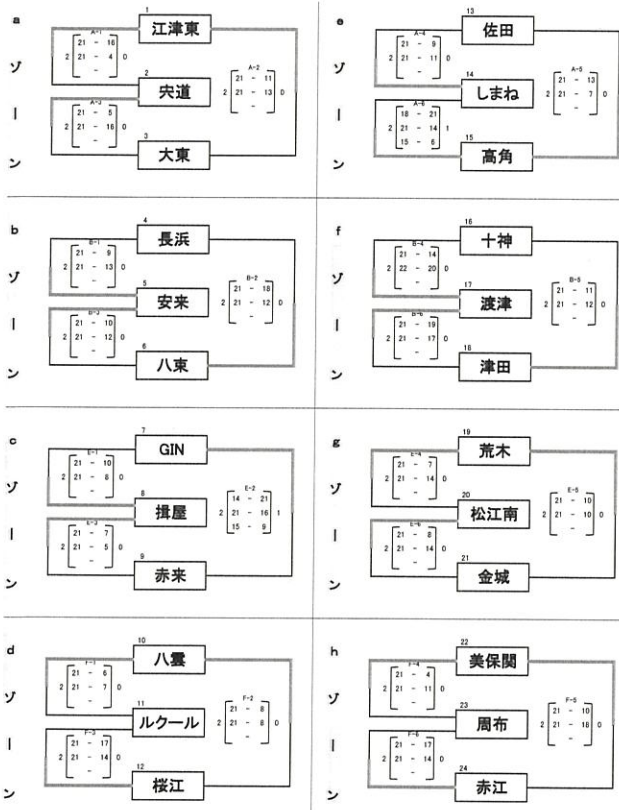 a ゾーン
1
江津東
A-1
21 - 16
2 21 - 4 0
-
2
宍道
A-2
21 - 11
2 21 - 13 0
-
A-3
21 - 5
2 21 - 16 0
-
3
大東
e ゾーン
13
佐田
A-4
21 - 9
2 21 - 11 0
-
14
しまね
A-5
21 - 13
2 21 - 7 0
-
A-6
18 - 21
2 21 - 14 1
15 - 6
15
高角
b ゾーン
4
長浜
B-1
21 - 9
2 21 - 13 0
-
5
安来
B-2
21 - 18
2 21 - 12 0
-
B-3
21 - 10
2 21 - 12 0
-
6
八東
f ゾーン
16
十神
B-4
21 - 14
2 22 - 20 0
-
17
渡津
B-5
21 - 11
2 21 - 12 0
-
B-6
21 - 19
2 21 - 17 0
-
18
津田
c ゾーン
7
GIN
E-1
21 - 10
2 21 - 8 0
-
8
揖屋
E-2
14 - 21
2 21 - 16 1
15 - 9
E-3
21 - 7
2 21 - 5 0
-
9
赤来
g ゾーン
19
荒木
E-4
21 - 7
2 21 - 14 0
-
20
松江南
E-5
21 - 10
2 21 - 10 0
-
E-6
21 - 8
2 21 - 14 0
-
21
金城
d ゾーン
10
八雲
F-1
21 - 6
2 21 - 7 0
-
11
ルクール
F-2
21 - 8
2 21 - 8 0
-
F-3
21 - 17
2 21 - 14 0
-
12
桜江
h ゾーン
22
美保関
F-4
21 - 4
2 21 - 11 0
-
23
周布
F-5
21 - 10
2 21 - 18 0
-
F-6
21 - 17
2 21 - 14 0
-
24
赤江